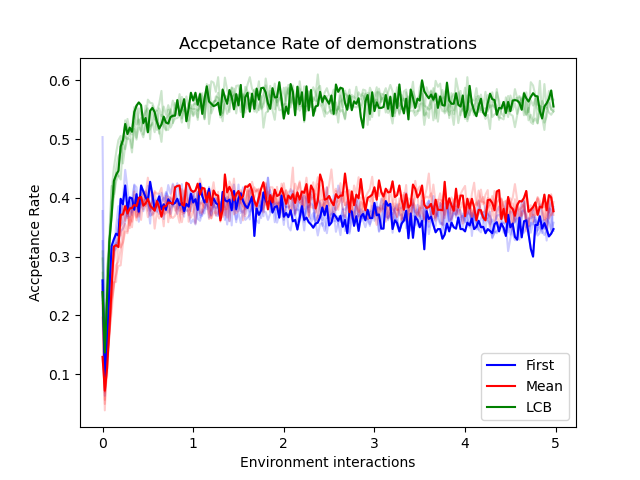 Accpetance Rate of demonstrations
Accpetance Rate
0.6
0.5
0.4
0.3
0.2
0.1
First
Mean
LCB
0 1 2 3 4 5
Environment interactions